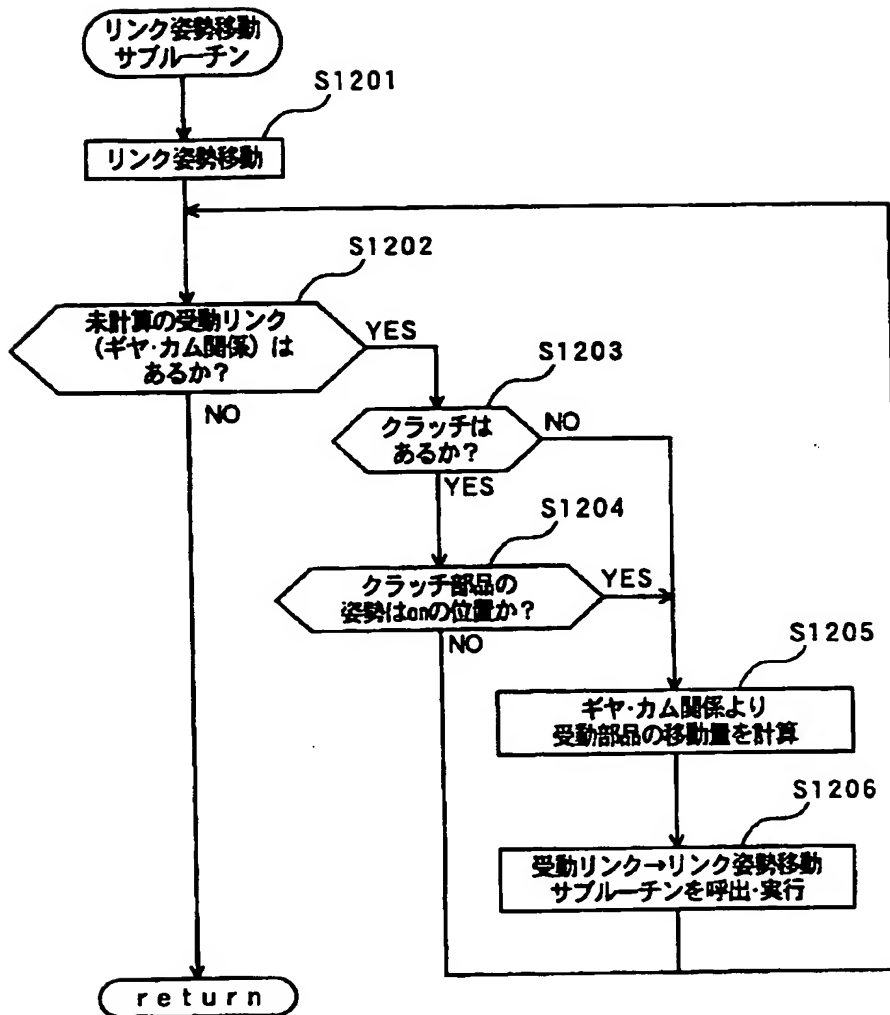 リンク姿勢移動
サブルーチン
S1201
リンク姿勢移動
S1202
未計算の受動リンク
(ギヤ・カム関係)は
あるか?
YES
NO
S1203
クラッチは
あるか?
NO
YES
S1204
クラッチ部品の
姿勢はonの位置か?
YES
NO
S1205
ギヤ・カム関係より
受動部品の移動量を計算
S1206
受動リンク→リンク姿勢移動
サブルーチンを呼出・実行
return